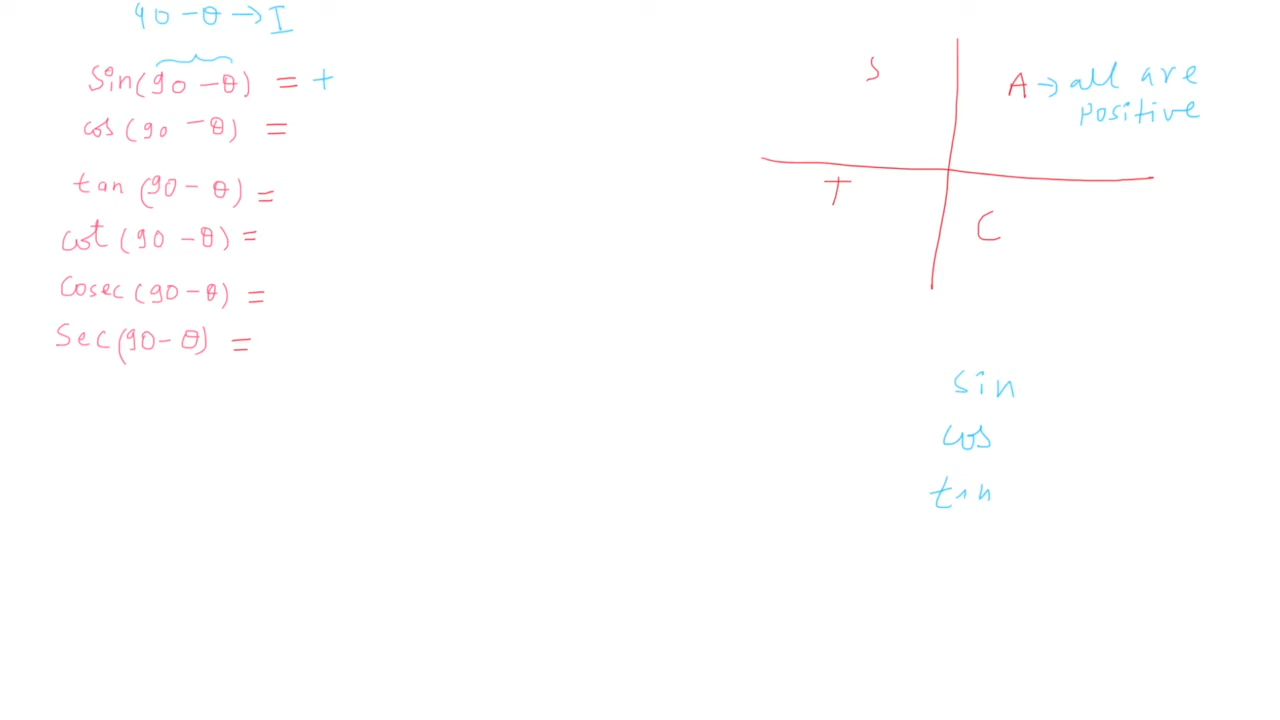 90 - θ → I
Sin(90 - θ) = +
cos(90 - θ) =
tan(90 - θ) =
cot(90 - θ) =
Cosec(90 - θ) =
Sec(90 - θ) =
S
A → all are
positive
T
C
sin
cos
tan